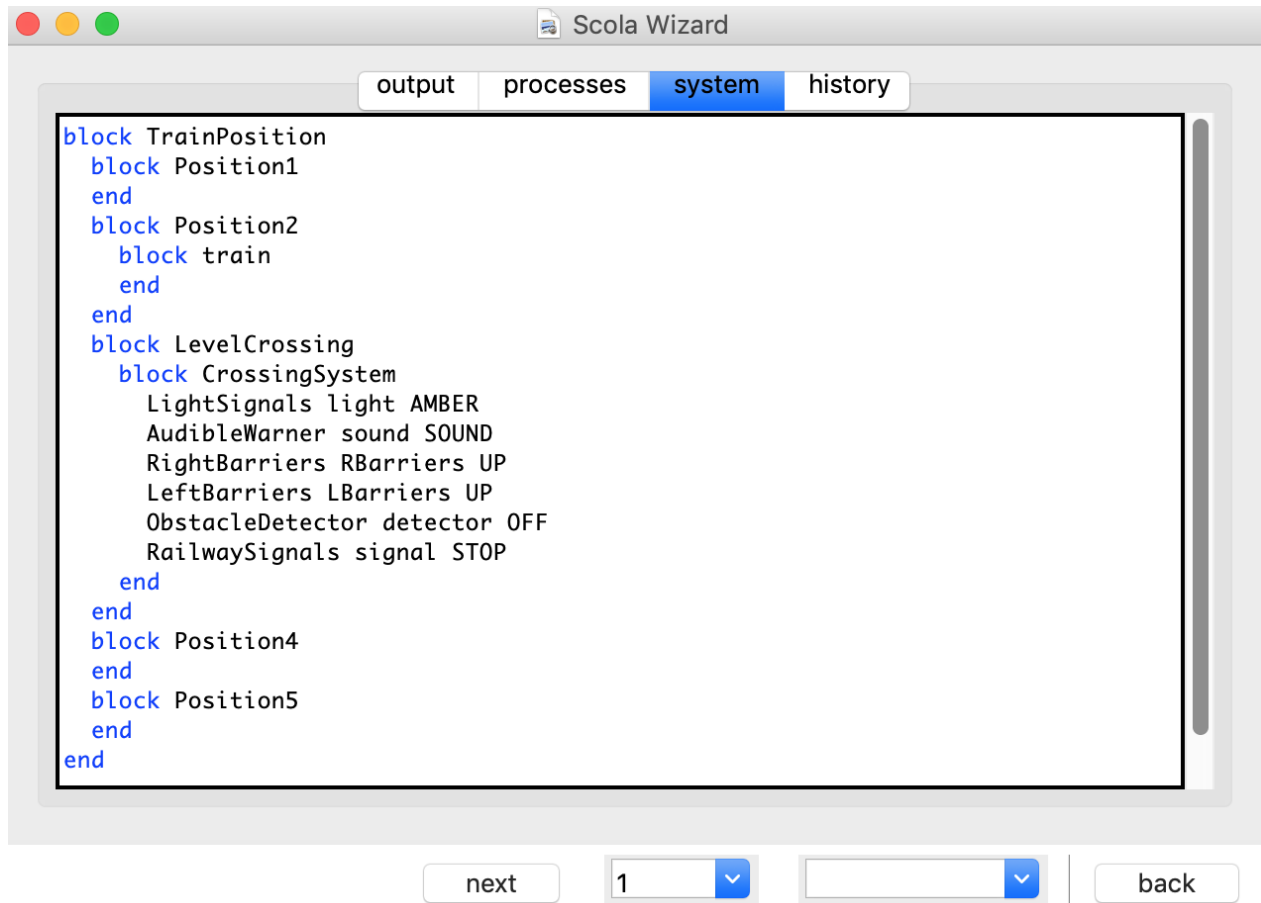 Scola Wizard
output processes system history
block TrainPosition
  block Position1
  end
  block Position2
    block train
    end
  end
  block LevelCrossing
    block CrossingSystem
      LightSignals light AMBER
      AudibleWarner sound SOUND
      RightBarriers RBarriers UP
      LeftBarriers LBarriers UP
      ObstacleDetector detector OFF
      RailwaySignals signal STOP
    end
  end
  block Position4
  end
  block Position5
  end
end
next 1 back